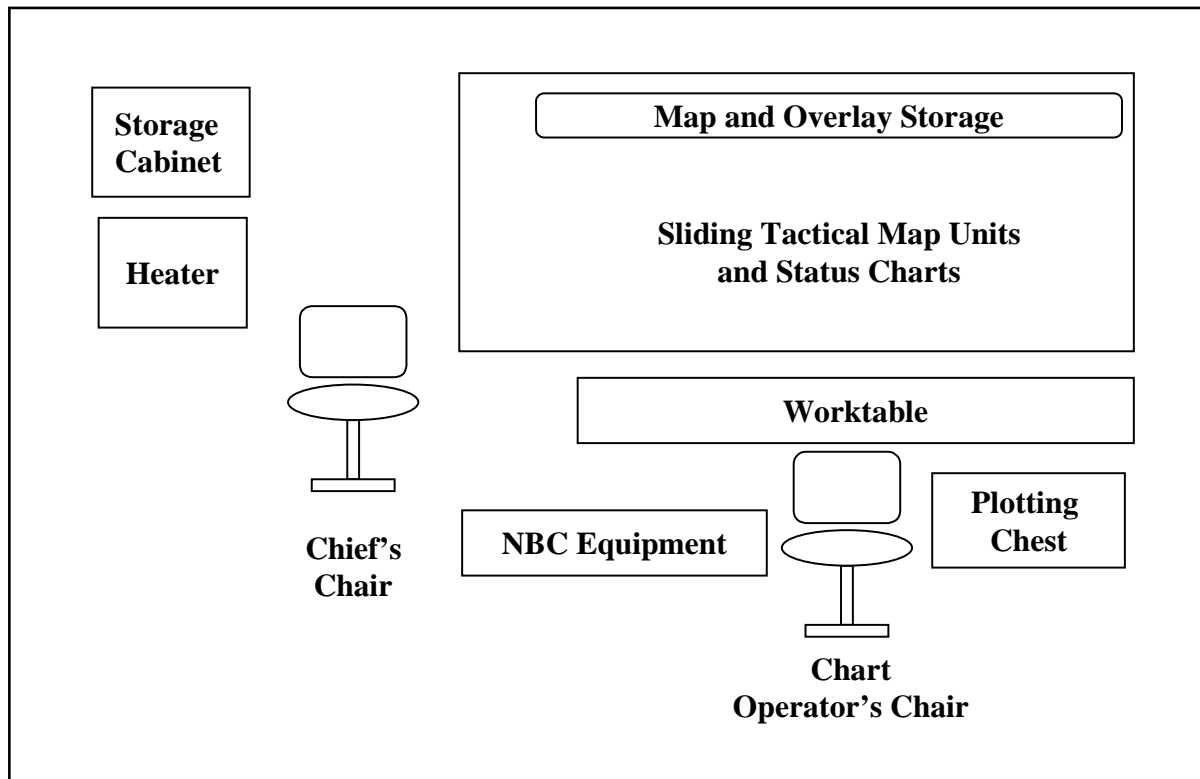 Storage
Cabinet
Map and Overlay Storage
Sliding Tactical Map Units
and Status Charts
Heater
Worktable
Plotting
Chest
NBC Equipment
Chief’s
Chair
Chart
Operator’s Chair